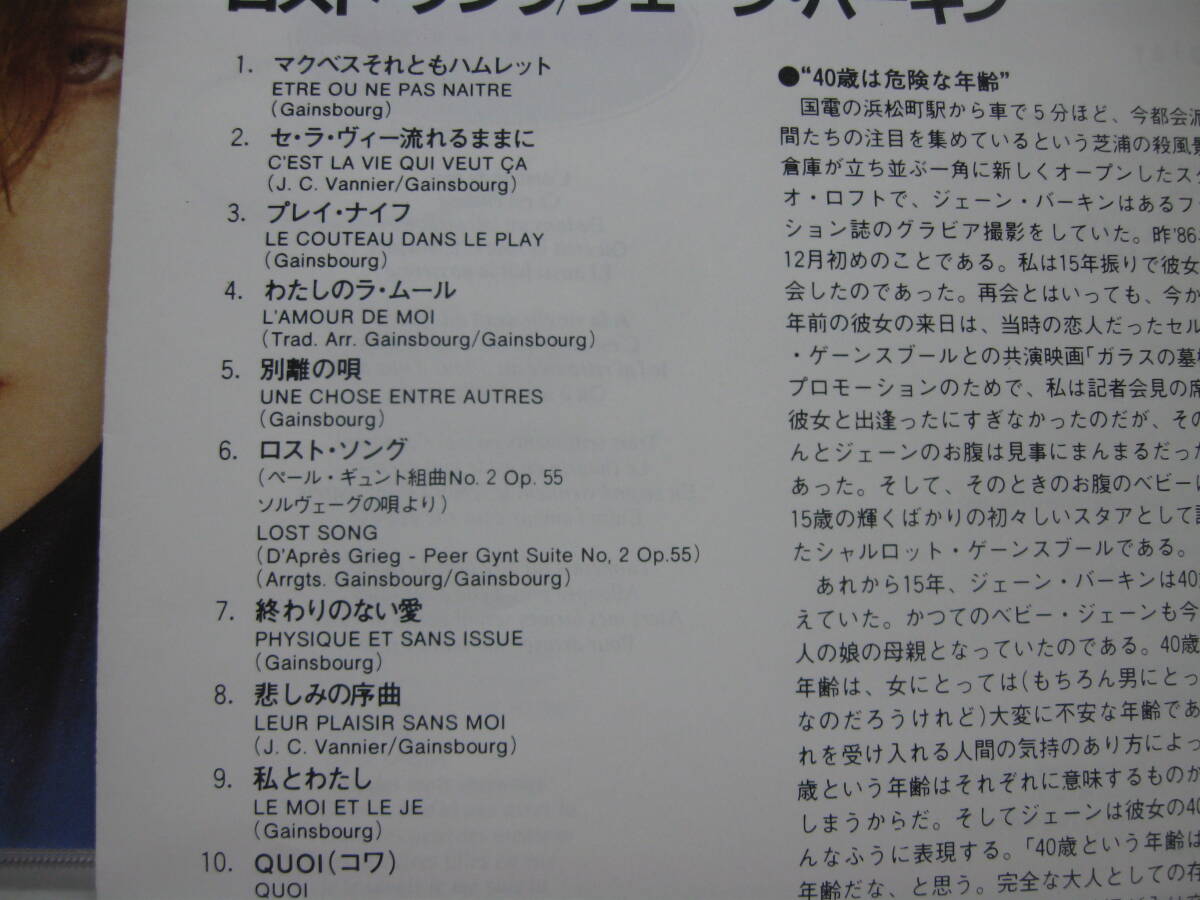 ロスト・ソング/ジェーン・バーキン
1. マクベスそれともハムレット
ETRE OU NE PAS NAITRE
(Gainsbourg)
2. セ・ラ・ヴィー流れるままに
C'EST LA VIE QUI VEUT ÇA
(J. C. Vannier/Gainsbourg)
3. プレイ・ナイフ
LE COUTEAU DANS LE PLAY
(Gainsbourg)
4. わたしのラ・ムール
L'AMOUR DE MOI
(Trad. Arr. Gainsbourg/Gainsbourg)
5. 別離の唄
UNE CHOSE ENTRE AUTRES
(Gainsbourg)
6. ロスト・ソング
(ペール・ギュント組曲No. 2 Op. 55
ソルヴェーグの唄より)
LOST SONG
(D'Après Grieg - Peer Gynt Suite No, 2 Op.55)
(Arrgts. Gainsbourg/Gainsbourg)
7. 終わりのない愛
PHYSIQUE ET SANS ISSUE
(Gainsbourg)
8. 悲しみの序曲
LEUR PLAISIR SANS MOI
(J. C. Vannier/Gainsbourg)
9. 私とわたし
LE MOI ET LE JE
(Gainsbourg)
10. QUOI(コワ)
QUOI
●"40歳は危険な年齢"
国電の浜松町駅から車で5分ほど、今都会派
間たちの注目を集めているという芝浦の殺風景
倉庫が立ち並ぶ一角に新しくオープンしたスタ
オ・ロフトで、ジェーン・バーキンはあるファ
ション誌のグラビア撮影をしていた。昨'86
12月初めのことである。私は15年振りで彼女
会したのであった。再会とはいっても、今か
年前の彼女の来日は、当時の恋人だったセル
・ゲーンスブールとの共演映画「ガラスの墓
プロモーションのためで、私は記者会見の席
彼女と出逢ったにすぎなかったのだが、その
んとジェーンのお腹は見事にまんまるだった
あった。そして、そのときのお腹のベビーに
15歳の輝くばかりの初々しいスタアとして
たシャルロット・ゲーンスブールである。
あれから15年、ジェーン・バーキンは40
えていた。かつてのベビー・ジェーンも今
人の娘の母親となっていたのである。40歳
年齢は、女にとっては(もちろん男にとっ
なのだろうけれど)大変に不安な年齢であ
れを受け入れる人間の気持のあり方によっ
歳という年齢はそれぞれに意味するものが
しまうからだ。そしてジェーンは彼女の40
んなふうに表現する。「40歳という年齢は
年齢だな、と思う。完全な大人としての存